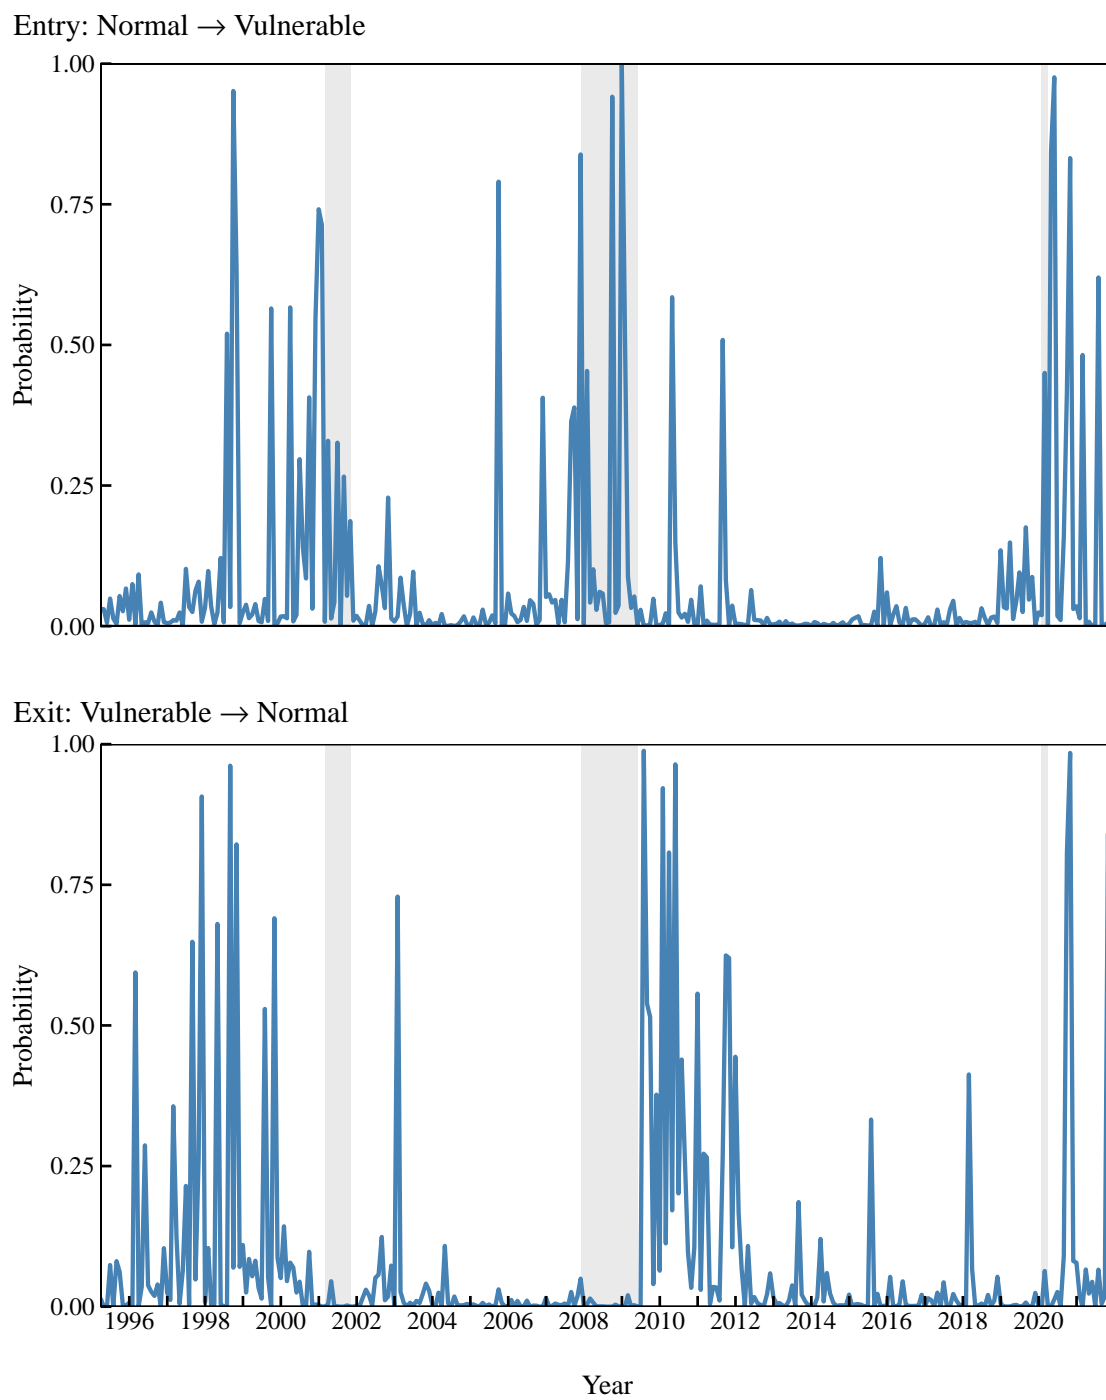 Entry: Normal → Vulnerable
1.00
0.75
0.50
0.25
0.00
Probability
Exit: Vulnerable → Normal
1.00
0.75
0.50
0.25
0.00
Probability
1996 1998 2000 2002 2004 2006 2008 2010 2012 2014 2016 2018 2020
Year